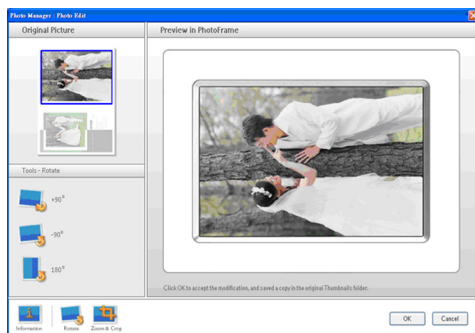 Photo Manager : Photo Edit
Original Picture
Preview in PhotoFrame
Tools - Rotate
+90°
-90°
180°
Click OK to accept the modification, and saved a copy in the original Thumbnails folder.
Information
Rotate
Zoom & Crop
OK
Cancel